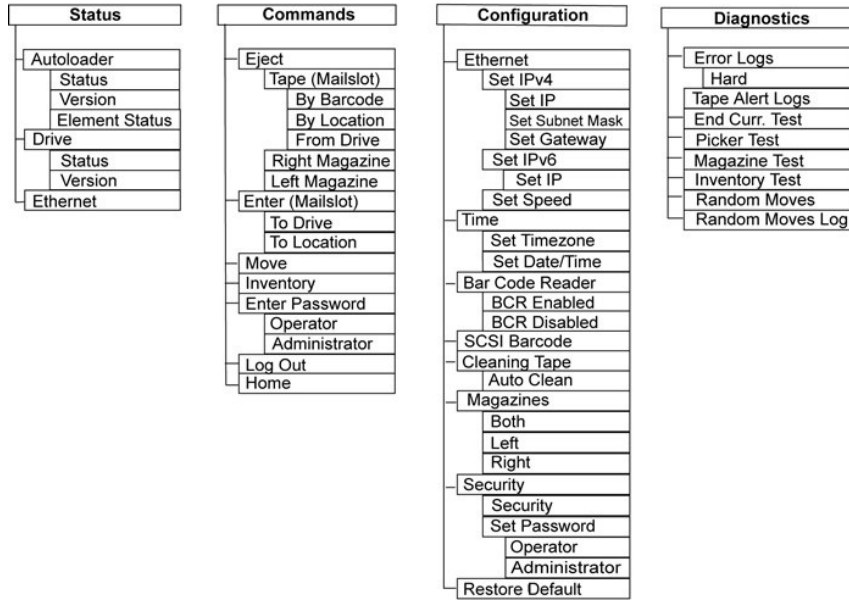 Status
Autoloader
Status
Version
Element Status
Drive
Status
Version
Ethernet
Commands
Eject
Tape (Mailslot)
By Barcode
By Location
From Drive
Right Magazine
Left Magazine
Enter (Mailslot)
To Drive
To Location
Move
Inventory
Enter Password
Operator
Administrator
Log Out
Home
Configuration
Ethernet
Set IPv4
Set IP
Set Subnet Mask
Set Gateway
Set IPv6
Set IP
Set Speed
Time
Set Timezone
Set Date/Time
Bar Code Reader
BCR Enabled
BCR Disabled
SCSI Barcode
Cleaning Tape
Auto Clean
Magazines
Both
Left
Right
Security
Security
Set Password
Operator
Administrator
Restore Default
Diagnostics
Error Logs
Hard
Tape Alert Logs
End Curr. Test
Picker Test
Magazine Test
Inventory Test
Random Moves
Random Moves Log